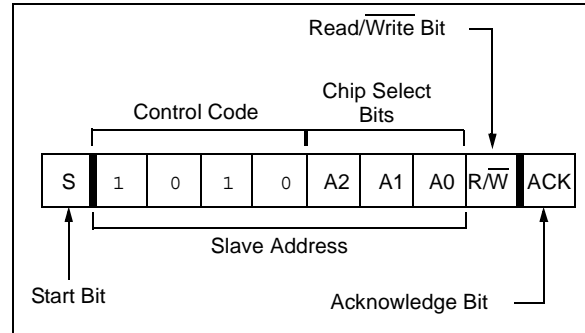 Read/Write Bit
Control Code
Chip Select
Bits
S 1 0 1 0 A2 A1 A0 R/W ACK
Slave Address
Start Bit
Acknowledge Bit